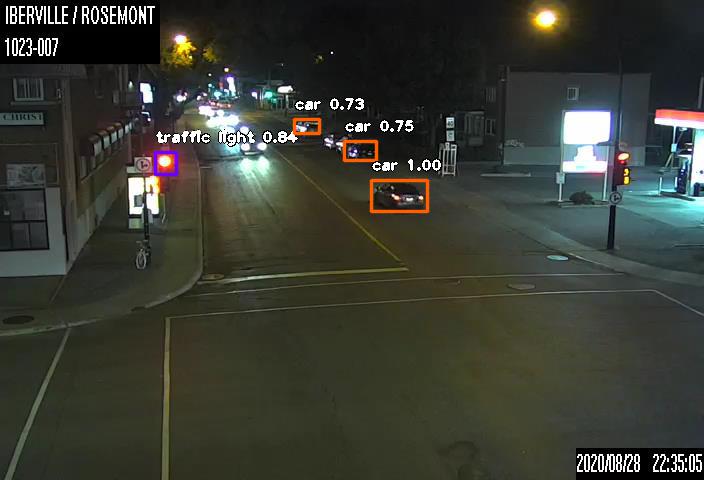 IBERVILLE / ROSEMONT
1023-007
car 0.73
car 0.75
traffic light 0.84
car 1.00
CHRIST
2020/08/28 22:35:05